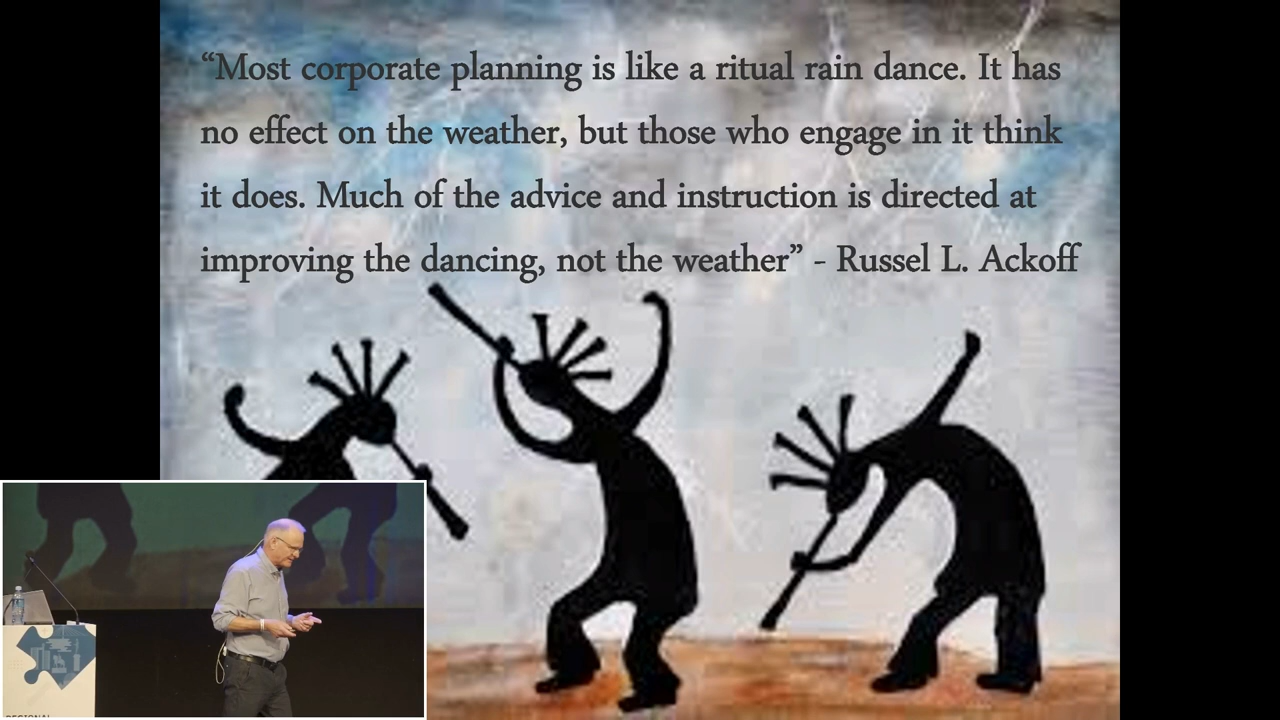 “Most corporate planning is like a ritual rain dance. It has
no effect on the weather, but those who engage in it think
it does. Much of the advice and instruction is directed at
improving the dancing, not the weather” - Russel L. Ackoff
REGIONAL